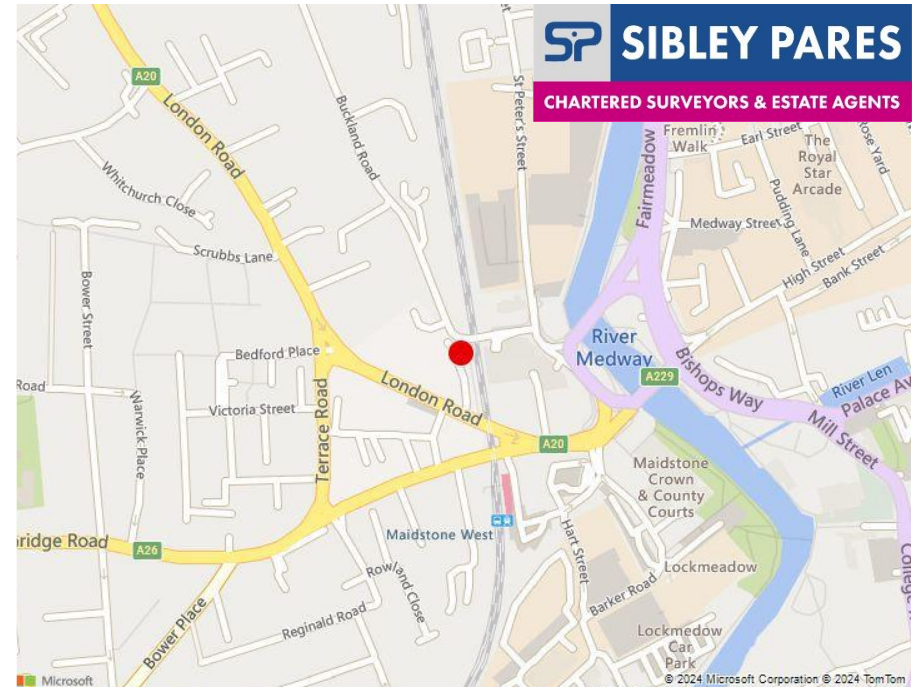 SP SIBLEY PARES
CHARTERED SURVEYORS & ESTATE AGENTS
A20
London Road
Buckland Road
St Peter's Street
Whitchurch Close
Scrubbs Lane
Bower Street
Fremlin
Walk
Earl Street
The
Royal
Star
Arcade
Rose Yard
Fairmeadow
Medway Street
Pudding Lane
High Street
Bank Street
River
Medway
A229
Bishops Way
River Len
Palace Av
Mill Street
Bedford Place
London Road
Road
Warwick Place
Victoria Street
Terrace Road
A20
Maidstone
Crown
& County
Courts
bridge Road
A26
Maidstone West
Hart Street
Lockmeadow
Rowland Close
Barker Road
Reginald Road
Bower Place
Lockmedow
Car
Park
College
Microsoft
© 2024 Microsoft Corporation © 2024 TomTom